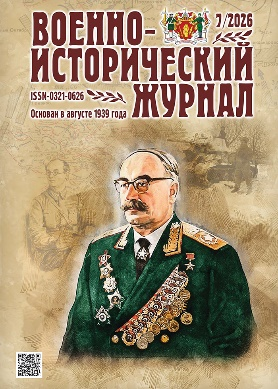 7/2026
ВОЕННО-
ИСТОРИЧЕСКИЙ
ISSN-0321-0626
ЖУРНАЛ
Основан в августе 1939 года